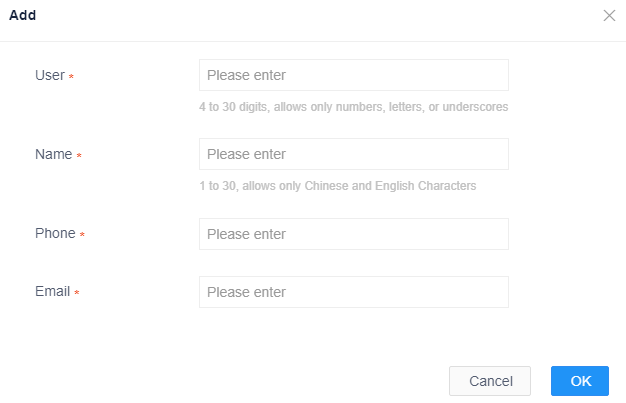 Add
User *
Please enter
4 to 30 digits, allows only numbers, letters, or underscores
Name *
Please enter
1 to 30, allows only Chinese and English Characters
Phone *
Please enter
Email *
Please enter
Cancel
OK